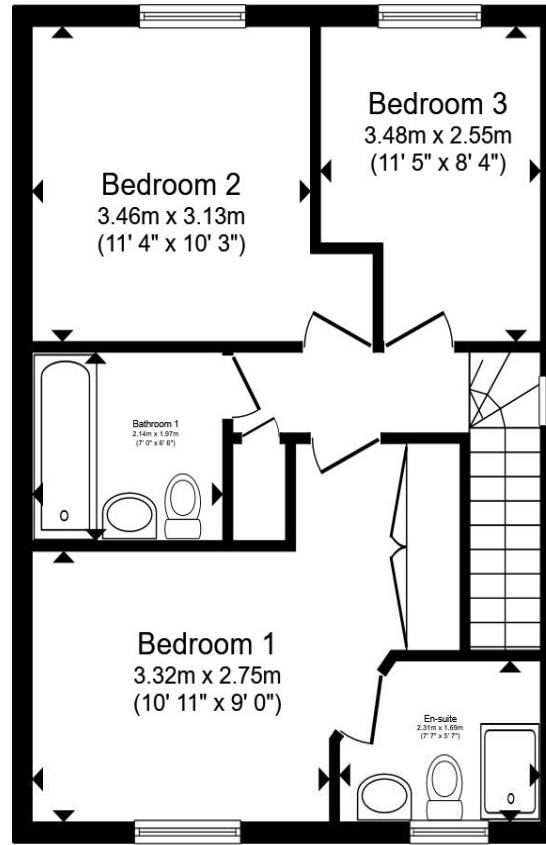 Bedroom 2
3.46m x 3.13m
(11' 4" x 10' 3")
Bedroom 3
3.48m x 2.55m
(11' 5" x 8' 4")
Bathroom 1
2.14m x 1.97m
(7' 0" x 6' 6")
Bedroom 1
3.32m x 2.75m
(10' 11" x 9' 0")
En-suite
2.31m x 1.69m
(7' 7" x 5' 7")